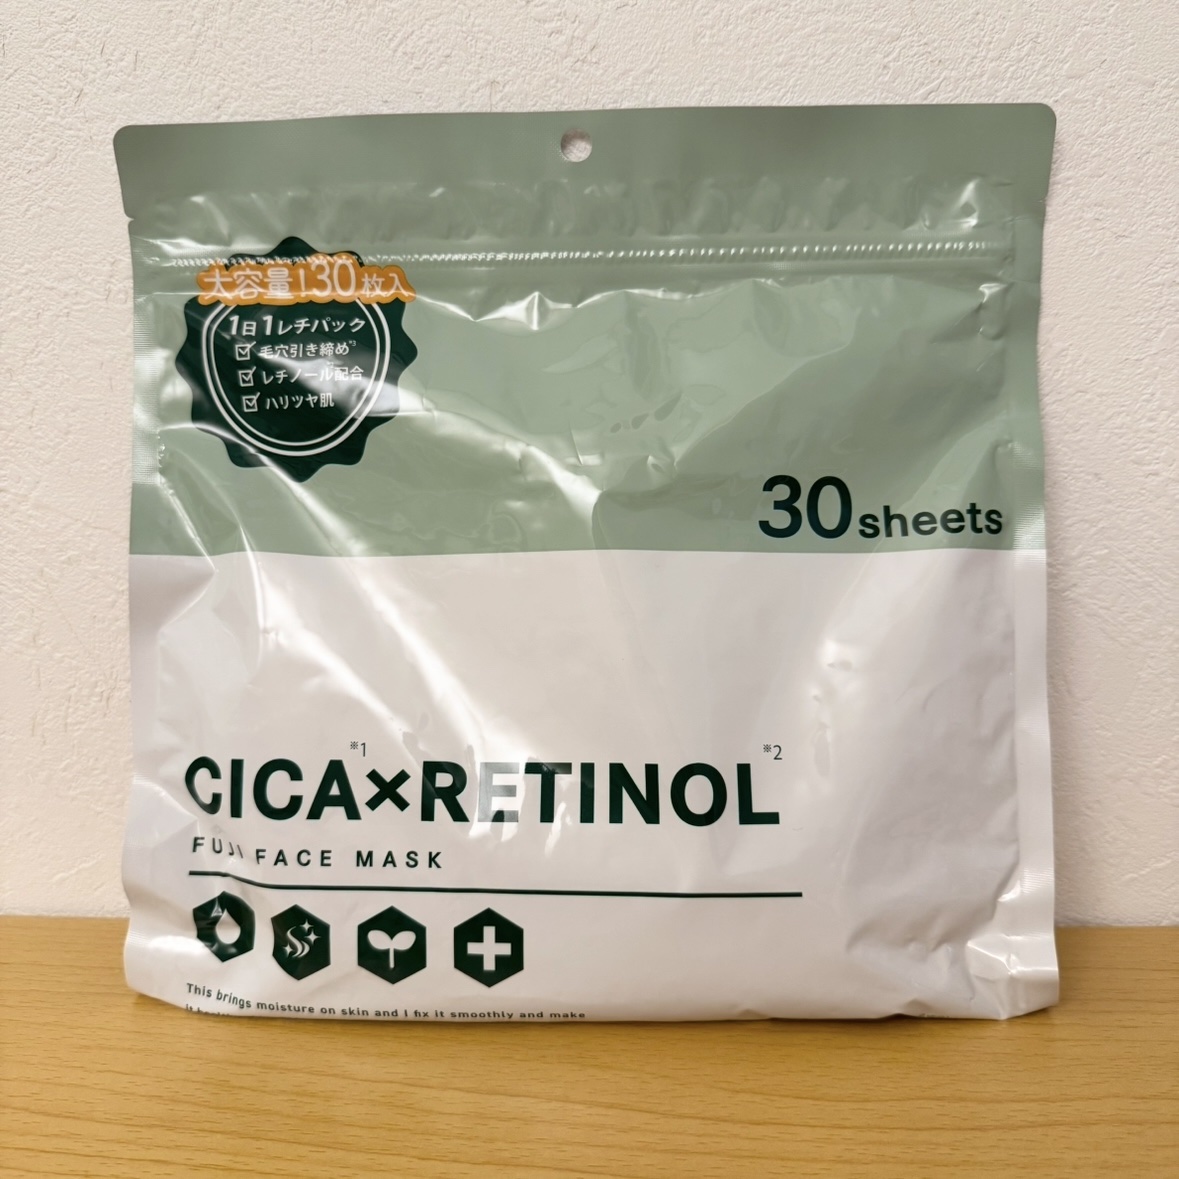 大容量!30枚入
1日1レチパック
毛穴引き締め※3
レチノール配合
ハリツヤ肌
30sheets
CICA※1×RETINOL※2
FUJI FACE MASK
This brings moisture on skin and I fix it smoothly and make